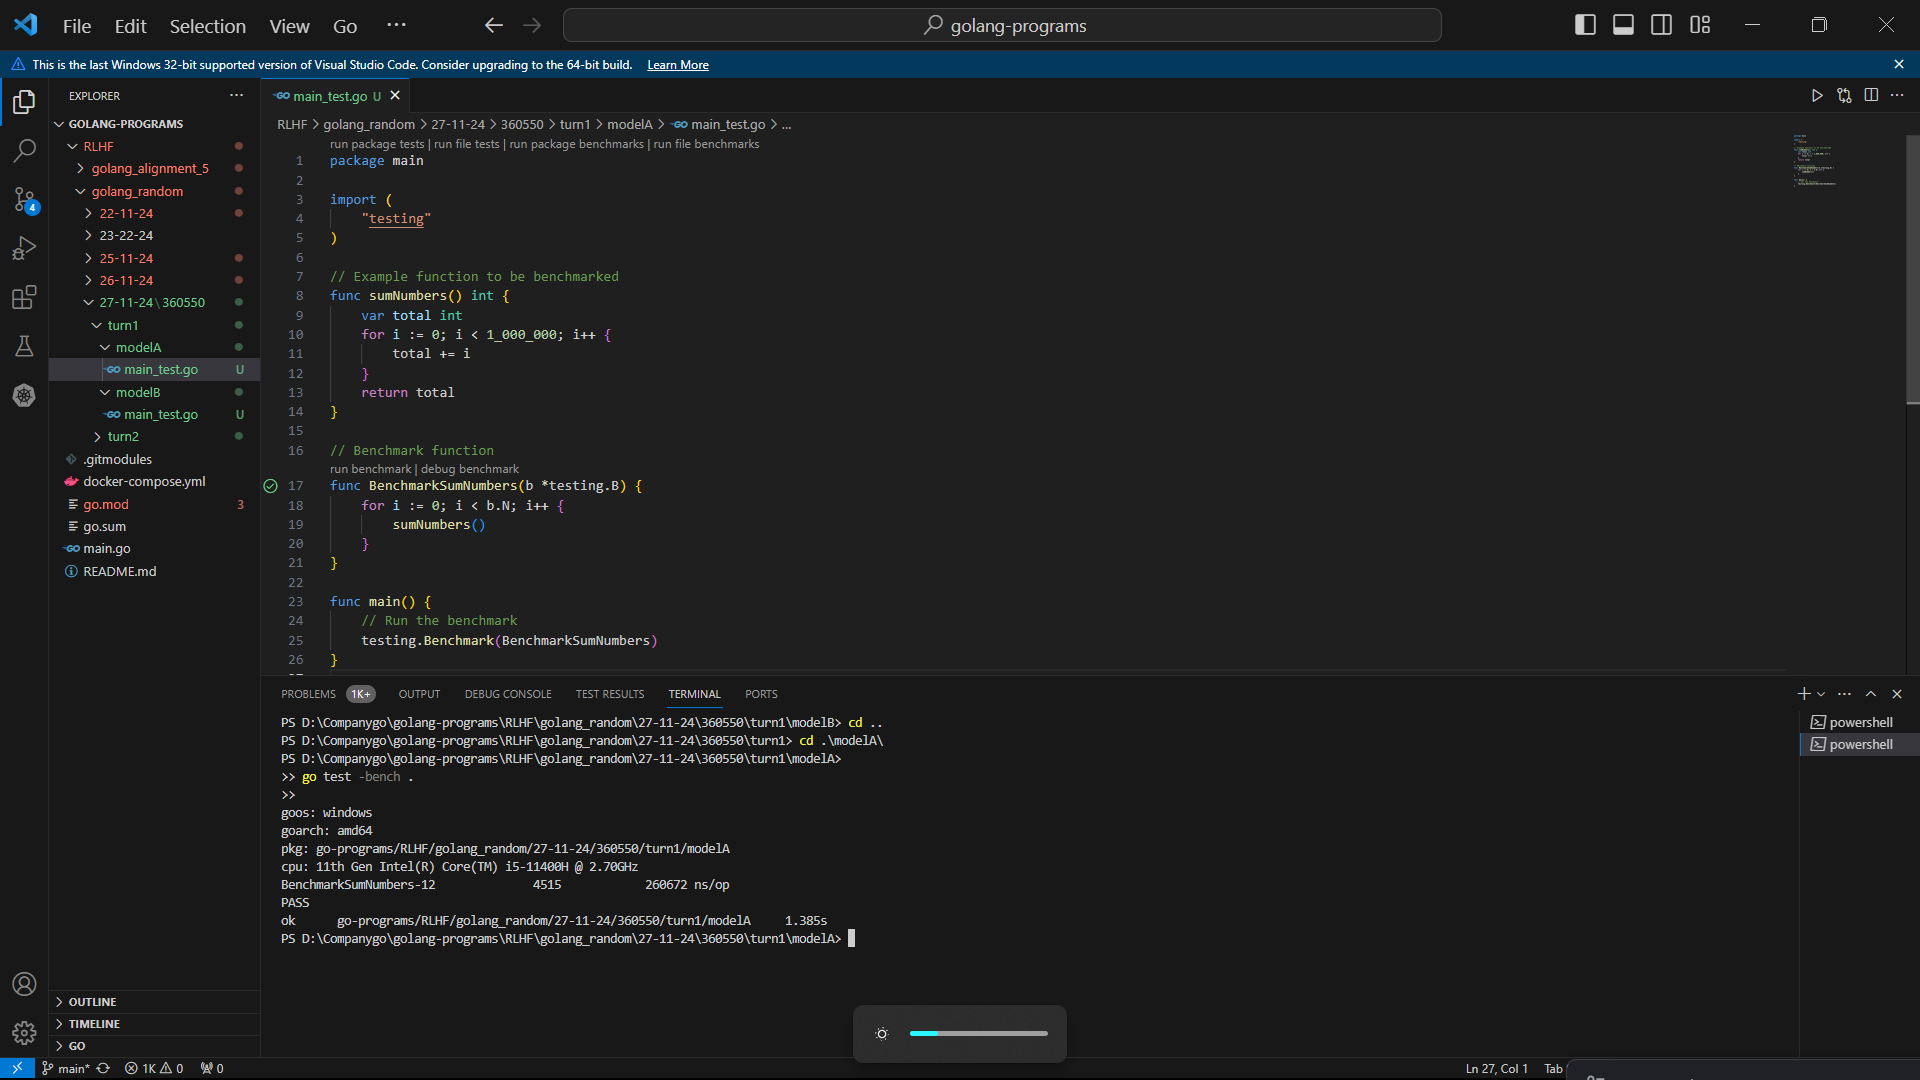 File Edit Selection View Go ··· golang-programs
This is the last Windows 32-bit supported version of Visual Studio Code. Consider upgrading to the 64-bit build. Learn More
EXPLORER ···
GOLANG-PROGRAMS
RLHF
golang_alignment_5
golang_random
22-11-24
23-22-24
25-11-24
26-11-24
27-11-24\360550
turn1
modelA
GO main_test.go U
modelB
GO main_test.go U
turn2
.gitmodules
docker-compose.yml
go.mod 3
go.sum
GO main.go
README.md
OUTLINE
TIMELINE
GO
4
GO main_test.go U
RLHF > golang_random > 27-11-24 > 360550 > turn1 > modelA > GO main_test.go > ...
run package tests | run file tests | run package benchmarks | run file benchmarks
1 package main
2
3 import (
4 "testing"
5 )
6
7 // Example function to be benchmarked
8 func sumNumbers() int {
9 var total int
10 for i := 0; i < 1_000_000; i++ {
11 total += i
12 }
13 return total
14 }
15
16 // Benchmark function
run benchmark | debug benchmark
17 func BenchmarkSumNumbers(b *testing.B) {
18 for i := 0; i < b.N; i++ {
19 sumNumbers()
20 }
21 }
22
23 func main() {
24 // Run the benchmark
25 testing.Benchmark(BenchmarkSumNumbers)
26 }
PROBLEMS 1K+ OUTPUT DEBUG CONSOLE TEST RESULTS TERMINAL PORTS
PS D:\Companygo\golang-programs\RLHF\golang_random\27-11-24\360550\turn1\modelB> cd ..
PS D:\Companygo\golang-programs\RLHF\golang_random\27-11-24\360550\turn1> cd .\modelA\
PS D:\Companygo\golang-programs\RLHF\golang_random\27-11-24\360550\turn1\modelA>
>> go test -bench .
>>
goos: windows
goarch: amd64
pkg: go-programs/RLHF/golang_random/27-11-24/360550/turn1/modelA
cpu: 11th Gen Intel(R) Core(TM) i5-11400H @ 2.70GHz
BenchmarkSumNumbers-12 4515 260672 ns/op
PASS
ok go-programs/RLHF/golang_random/27-11-24/360550/turn1/modelA 1.385s
PS D:\Companygo\golang-programs\RLHF\golang_random\27-11-24\360550\turn1\modelA>
powershell
powershell
main* 1K 0 0 Ln 27, Col 1 Tab